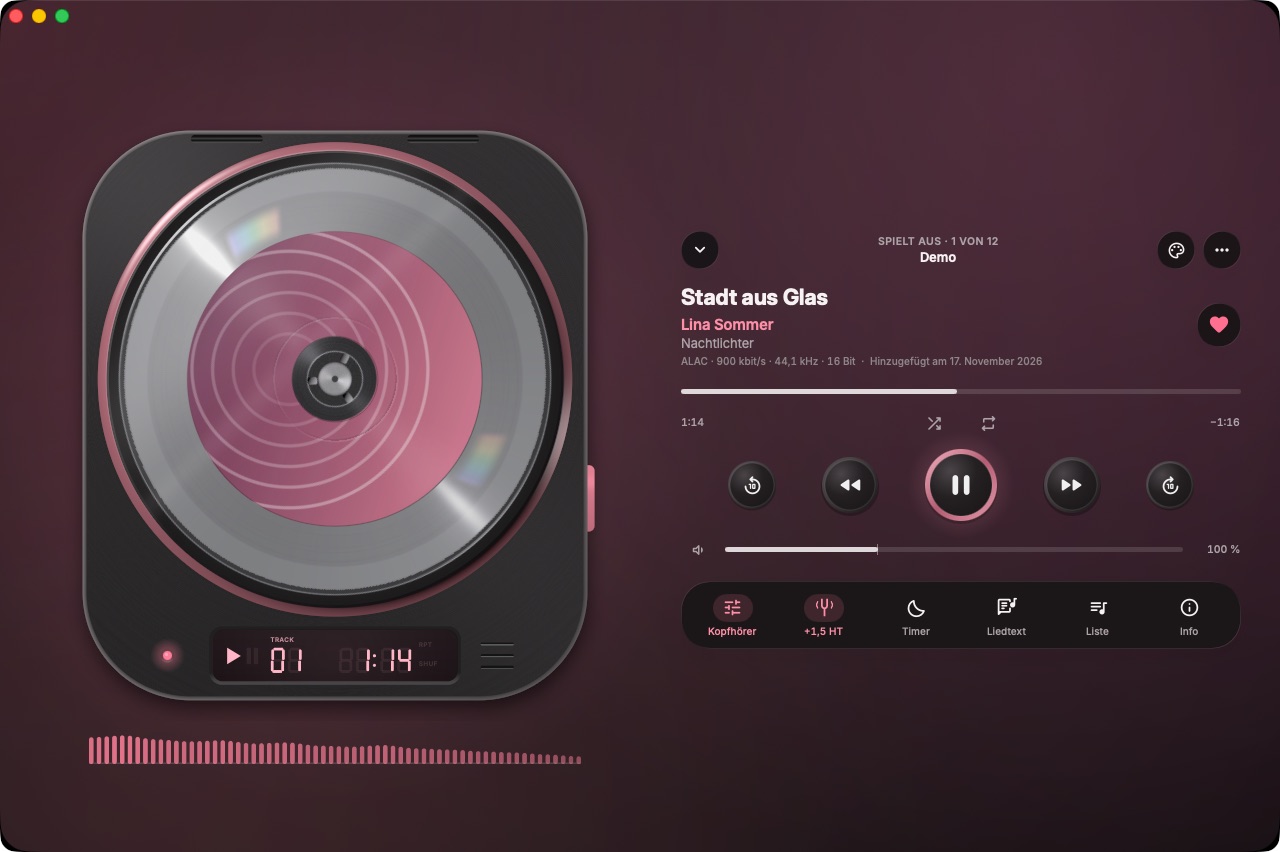 SPIELT AUS · 1 VON 12
Demo
Stadt aus Glas
Lina Sommer
Nachtlichter
ALAC · 900 kbit/s · 44,1 kHz · 16 Bit · Hinzugefügt am 17. November 2026
1:14
−1:16
10
10
100 %
Kopfhörer
+1,5 HT
Timer
Liedtext
Liste
Info
TRACK
01
1:14
RPT
SHUF